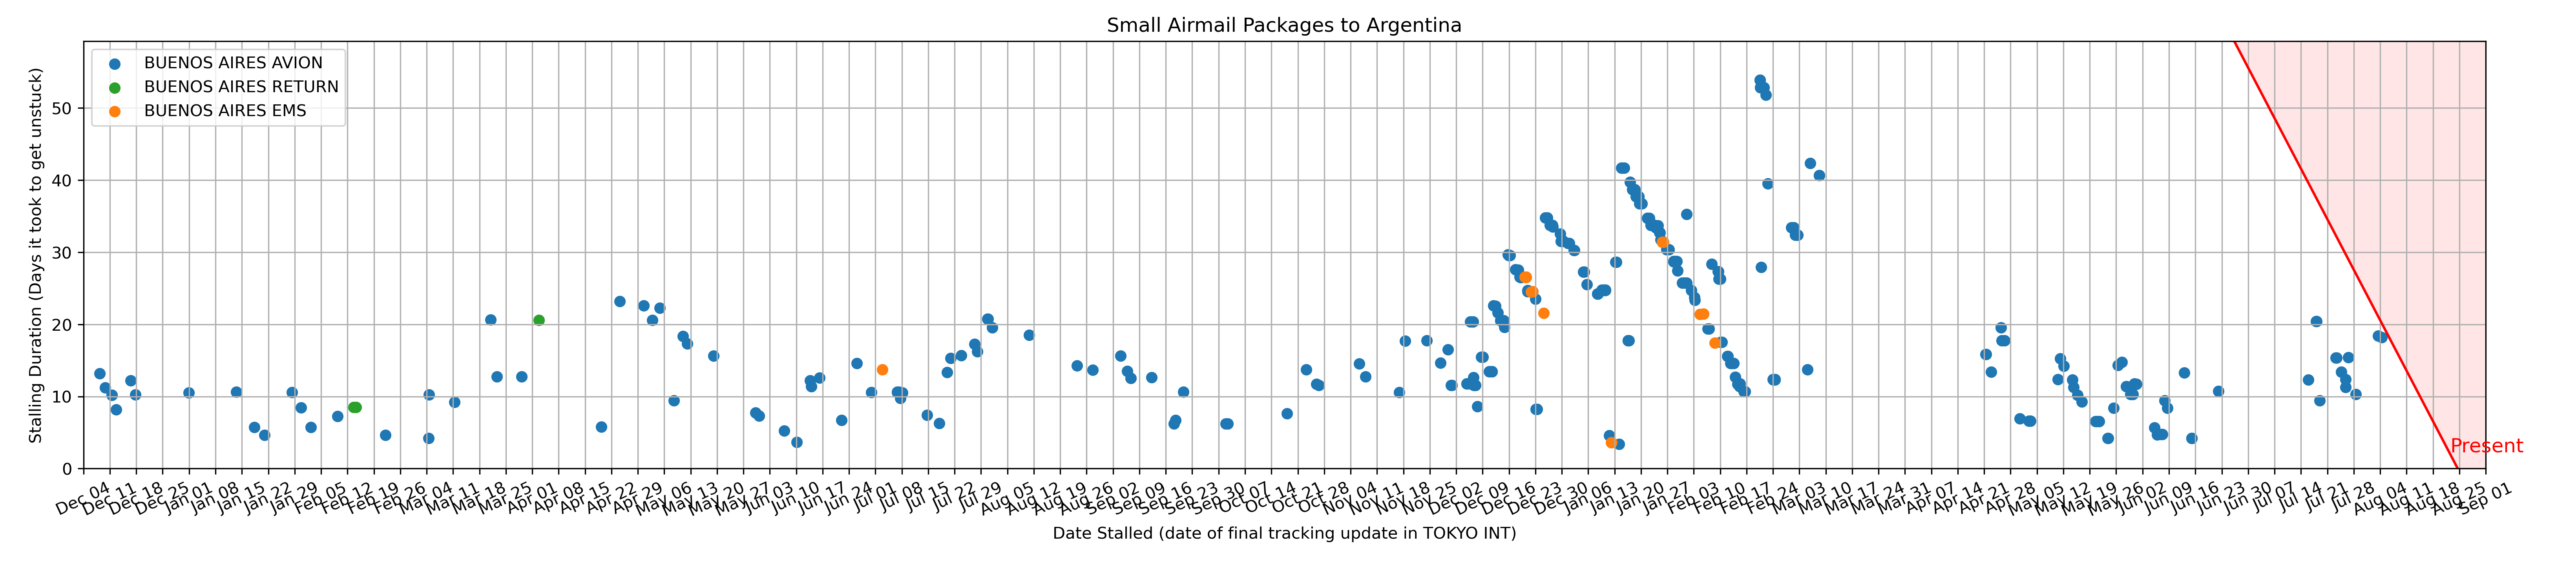 Small Airmail Packages to Argentina
BUENOS AIRES AVION
BUENOS AIRES RETURN
BUENOS AIRES EMS
Stalling Duration (Days it took to get unstuck)
50
40
30
20
10
0
Present
Dec 04 Dec 11 Dec 18 Dec 25 Jan 01 Jan 08 Jan 15 Jan 22 Jan 29 Feb 05 Feb 12 Feb 19 Feb 26 Mar 04 Mar 11 Mar 18 Mar 25 Apr 01 Apr 08 Apr 15 Apr 22 Apr 29 May 06 May 13 May 20 May 27 Jun 03 Jun 10 Jun 17 Jun 24 Jul 01 Jul 08 Jul 15 Jul 22 Jul 29 Aug 05 Aug 12 Aug 19 Aug 26 Sep 02 Sep 09 Sep 16 Sep 23 Sep 30 Oct 07 Oct 14 Oct 21 Oct 28 Nov 04 Nov 11 Nov 18 Nov 25 Dec 02 Dec 09 Dec 16 Dec 23 Dec 30 Jan 06 Jan 13 Jan 20 Jan 27 Feb 03 Feb 10 Feb 17 Feb 24 Mar 03 Mar 10 Mar 17 Mar 24 Mar 31 Apr 07 Apr 14 Apr 21 Apr 28 May 05 May 12 May 19 May 26 Jun 02 Jun 09 Jun 16 Jun 23 Jun 30 Jul 07 Jul 14 Jul 21 Jul 28 Aug 04 Aug 11 Aug 18 Aug 25 Sep 01
Date Stalled (date of final tracking update in TOKYO INT)